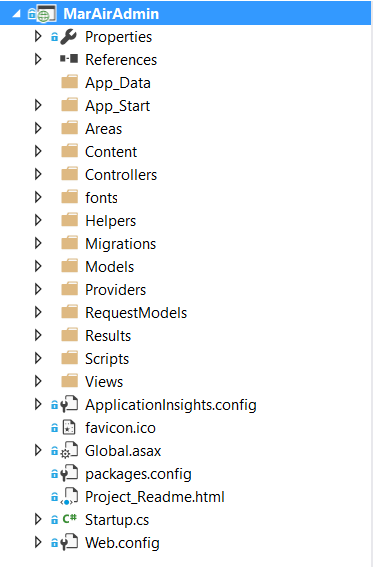 MarAirAdmin
Properties
References
App_Data
App_Start
Areas
Content
Controllers
fonts
Helpers
Migrations
Models
Providers
RequestModels
Results
Scripts
Views
ApplicationInsights.config
favicon.ico
Global.asax
packages.config
Project_Readme.html
C# Startup.cs
Web.config